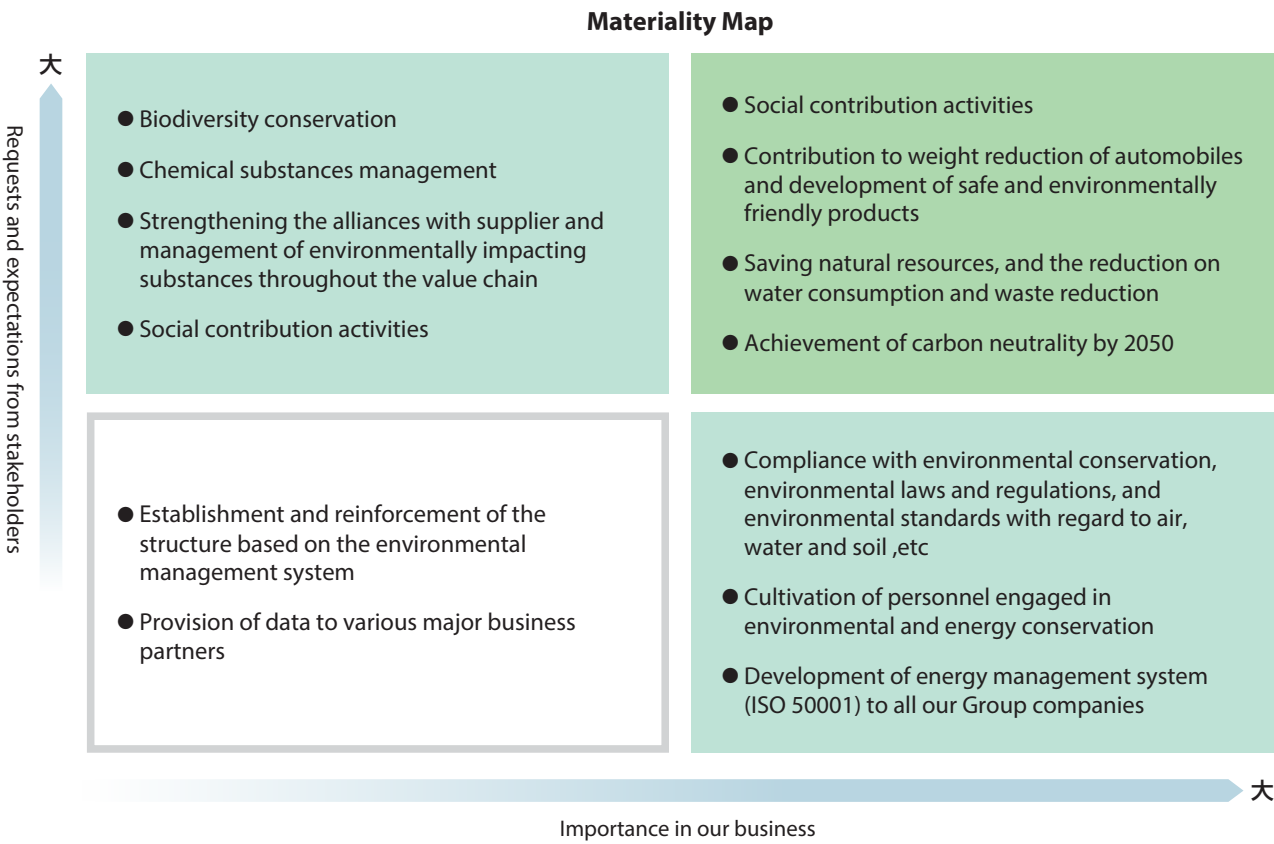 Materiality Map
大
Requests and expectations from stakeholders
● Biodiversity conservation
● Chemical substances management
● Strengthening the alliances with supplier and
management of environmentally impacting
substances throughout the value chain
● Social contribution activities
● Social contribution activities
● Contribution to weight reduction of automobiles
and development of safe and environmentally
friendly products
● Saving natural resources, and the reduction on
water consumption and waste reduction
● Achievement of carbon neutrality by 2050
● Establishment and reinforcement of the
structure based on the environmental
management system
● Provision of data to various major business
partners
● Compliance with environmental conservation,
environmental laws and regulations, and
environmental standards with regard to air,
water and soil ,etc
● Cultivation of personnel engaged in
environmental and energy conservation
● Development of energy management system
(ISO 50001) to all our Group companies
大
Importance in our business